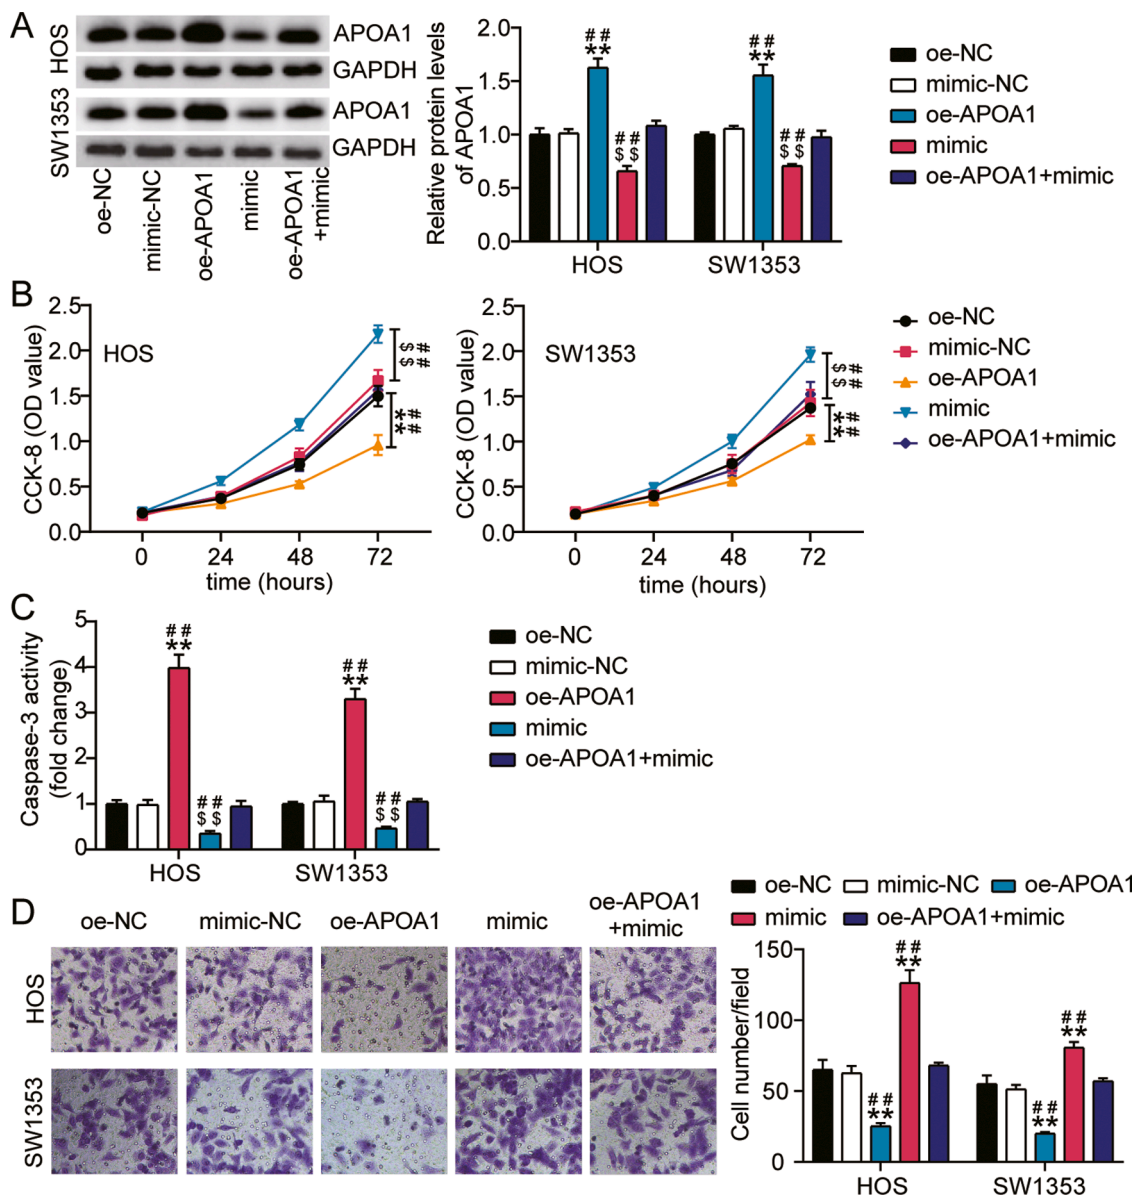 A
HOS
SW1353
APOA1
GAPDH
APOA1
GAPDH
oe-NC
mimic-NC
oe-APOA1
mimic
oe-APOA1
+mimic
Relative protein levels
of APOA1
2.0
1.5
1.0
0.5
0.0
##
**
##
$$
##
**
##
$$
HOS
SW1353
oe-NC
mimic-NC
oe-APOA1
mimic
oe-APOA1+mimic
B
CCK-8 (OD value)
2.5
2.0
1.5
1.0
0.5
0.0
HOS
##
$$
##
**
0
24
48
72
time (hours)
CCK-8 (OD value)
2.5
2.0
1.5
1.0
0.5
0.0
SW1353
##
$$
##
**
0
24
48
72
time (hours)
oe-NC
mimic-NC
oe-APOA1
mimic
oe-APOA1+mimic
C
Caspase-3 activity
(fold change)
5
4
3
2
1
0
##
**
##
$$
##
**
##
$$
HOS
SW1353
oe-NC
mimic-NC
oe-APOA1
mimic
oe-APOA1+mimic
D
oe-NC
mimic-NC
oe-APOA1
mimic
oe-APOA1
+mimic
HOS
SW1353
oe-NC
mimic-NC
oe-APOA1
mimic
oe-APOA1+mimic
Cell number/field
150
100
50
0
##
**
##
**
##
**
##
**
HOS
SW1353